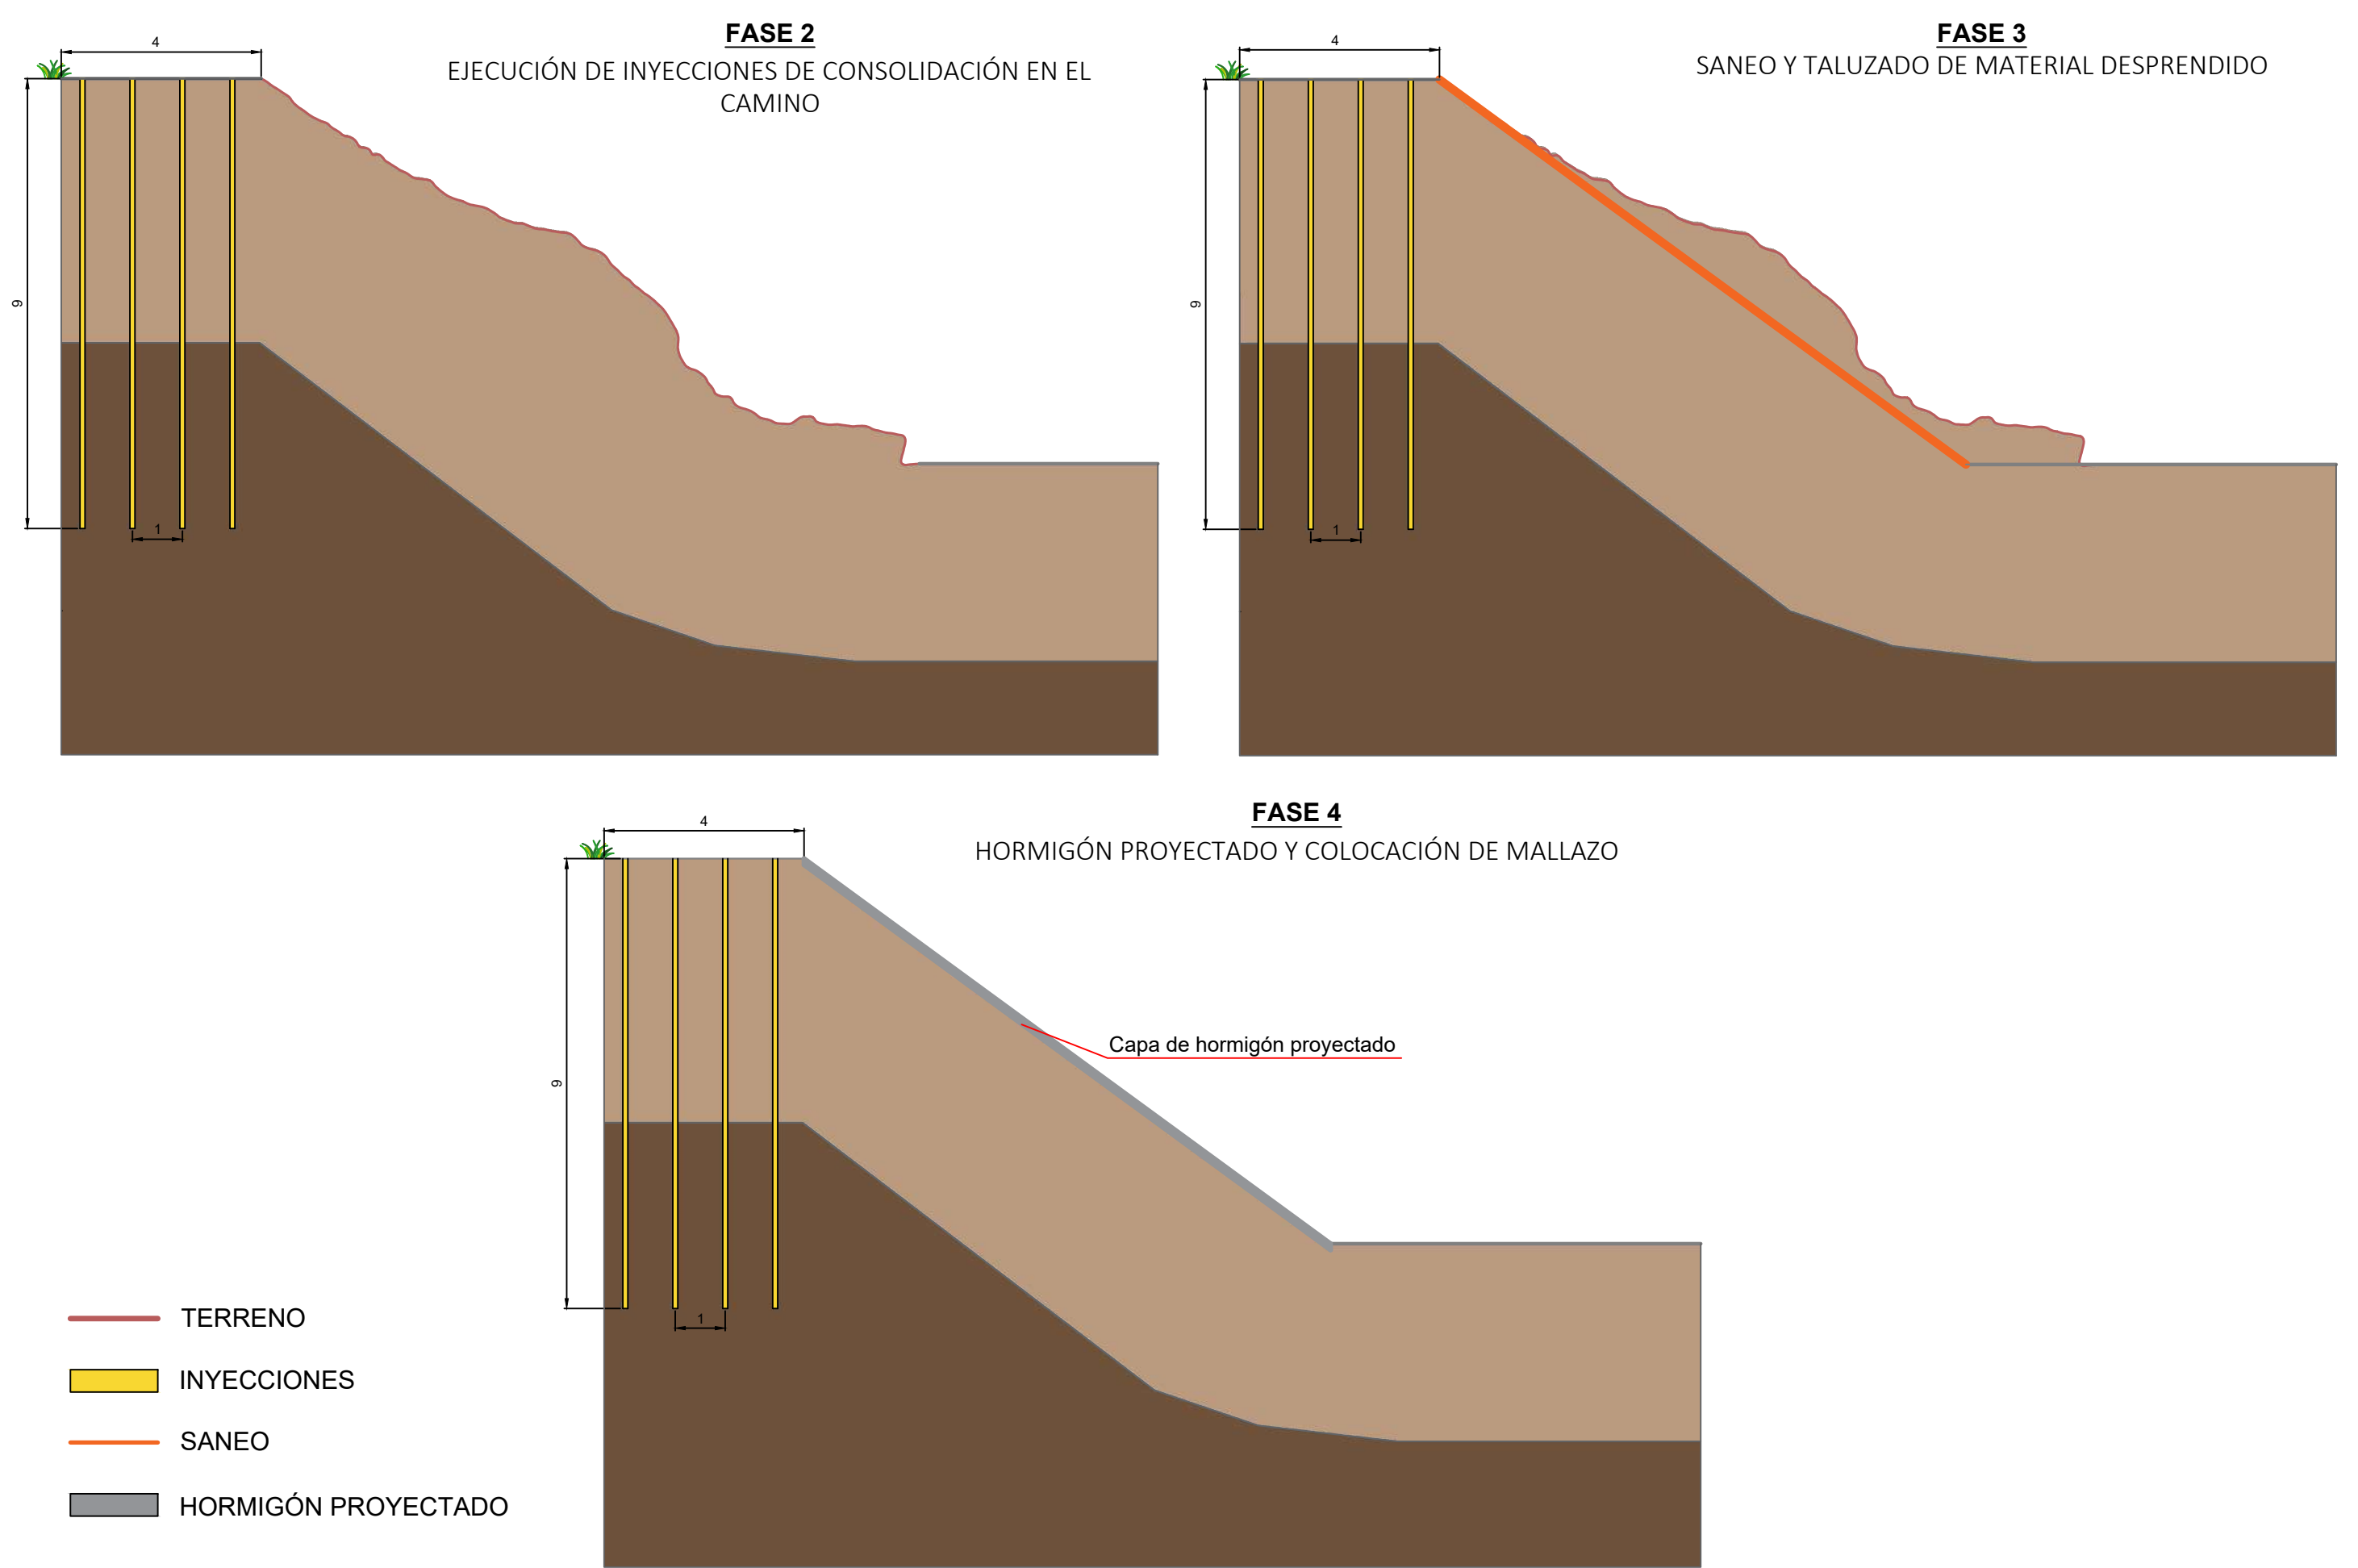 FASE 2
EJECUCIÓN DE INYECCIONES DE CONSOLIDACIÓN EN EL
CAMINO
4
9
1
FASE 3
SANEO Y TALUZADO DE MATERIAL DESPRENDIDO
4
9
1
FASE 4
HORMIGÓN PROYECTADO Y COLOCACIÓN DE MALLAZO
4
9
1
Capa de hormigón proyectado
TERRENO
INYECCIONES
SANEO
HORMIGÓN PROYECTADO